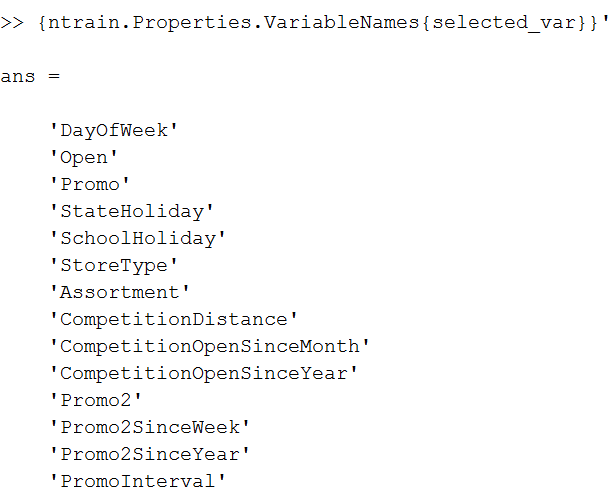 >> {ntrain.Properties.VariableNames{selected_var}}'
ans =
'DayOfWeek'
'Open'
'Promo'
'StateHoliday'
'SchoolHoliday'
'StoreType'
'Assortment'
'CompetitionDistance'
'CompetitionOpenSinceMonth'
'CompetitionOpenSinceYear'
'Promo2'
'Promo2SinceWeek'
'Promo2SinceYear'
'PromoInterval'